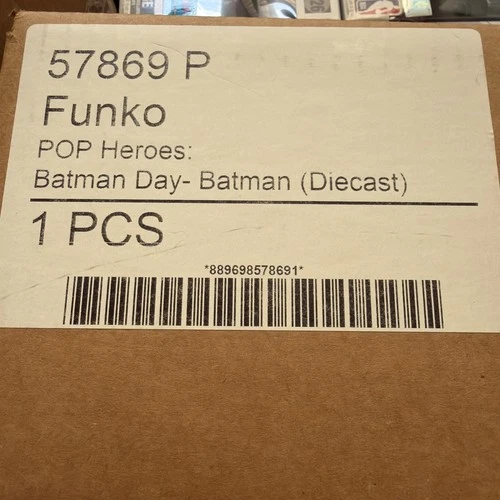 57869 P
Funko
POP Heroes:
Batman Day- Batman (Diecast)
1 PCS
*889698578691*